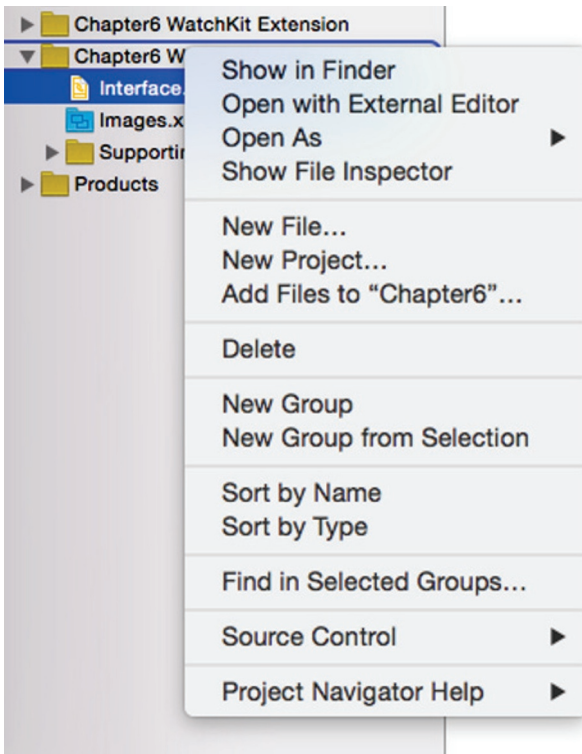 Chapter6 WatchKit Extension
Chapter6 W
Interface.
Images.x
Supportin
Products
Show in Finder
Open with External Editor
Open As
Show File Inspector
New File...
New Project...
Add Files to “Chapter6”...
Delete
New Group
New Group from Selection
Sort by Name
Sort by Type
Find in Selected Groups...
Source Control
Project Navigator Help